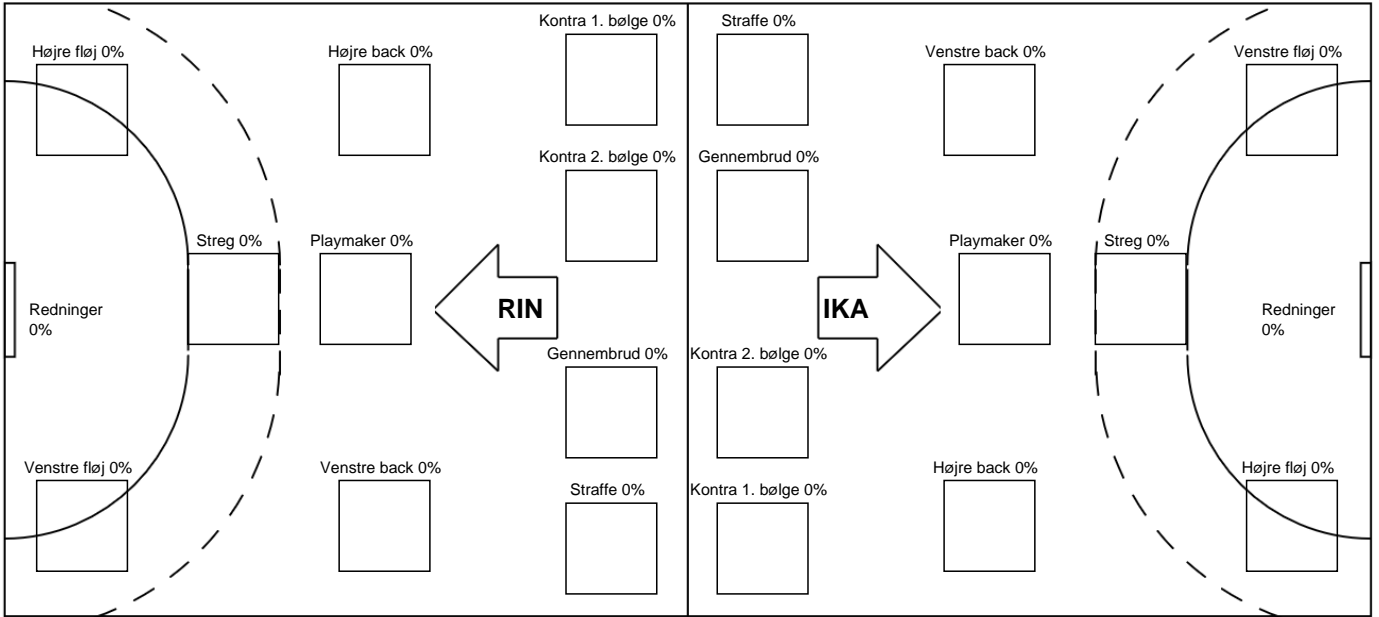 Kontra 1. bølge 0%
Straffe 0%
Højre fløj 0%
Højre back 0%
Venstre back 0%
Venstre fløj 0%
Kontra 2. bølge 0%
Gennembrud 0%
Streg 0%
Playmaker 0%
Playmaker 0%
Streg 0%
Redninger
0%
RIN
IKA
Redninger
0%
Gennembrud 0%
Kontra 2. bølge 0%
Venstre fløj 0%
Venstre back 0%
Højre back 0%
Højre fløj 0%
Straffe 0%
Kontra 1. bølge 0%